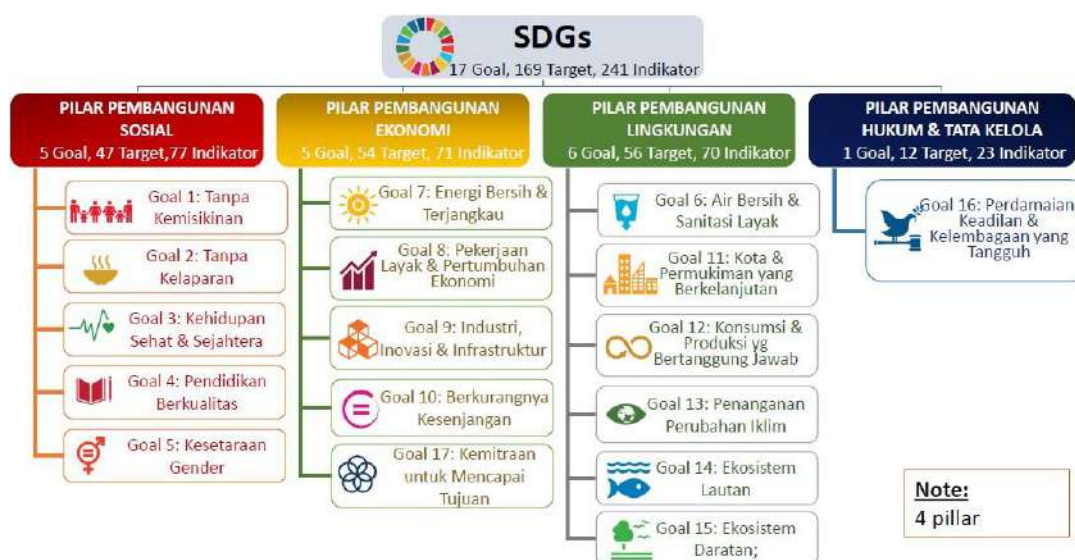 SDGs
17 Goal, 169 Target, 241 Indikator
PILAR PEMBANGUNAN
SOSIAL
5 Goal, 47 Target,77 Indikator
Goal 1: Tanpa
Kemisikinan
Goal 2: Tanpa
Kelaparan
Goal 3: Kehidupan
Sehat & Sejahtera
Goal 4: Pendidikan
Berkualitas
Goal 5: Kesetaraan
Gender
PILAR PEMBANGUNAN
EKONOMI
5 Goal, 54 Target, 71 Indikator
Goal 7: Energi Bersih &
Terjangkau
Goal 8: Pekerjaan
Layak & Pertumbuhan
Ekonomi
Goal 9: Industri,
Inovasi & Infrastruktur
Goal 10: Berkurangnya
Kesenjangan
Goal 17: Kemitraan
untuk Mencapai
Tujuan
PILAR PEMBANGUNAN
LINGKUNGAN
6 Goal, 56 Target, 70 Indikator
Goal 6: Air Bersih &
Sanitasi Layak
Goal 11: Kota &
Permukiman yang
Berkelanjutan
Goal 12: Konsumsi &
Produksi yg
Bertanggung Jawab
Goal 13: Penanganan
Perubahan Iklim
Goal 14: Ekosistem
Lautan
Goal 15: Ekosistem
Daratan;
PILAR PEMBANGUNAN
HUKUM & TATA KELOLA
1 Goal, 12 Target, 23 Indikator
Goal 16: Perdamaian
Keadilan &
Kelembagaan yang
Tangguh
Note:
4 pillar